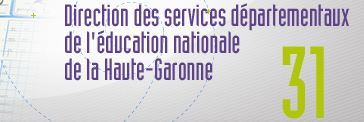 Direction des services départementaux
de l'éducation nationale
de la Haute-Garonne
31